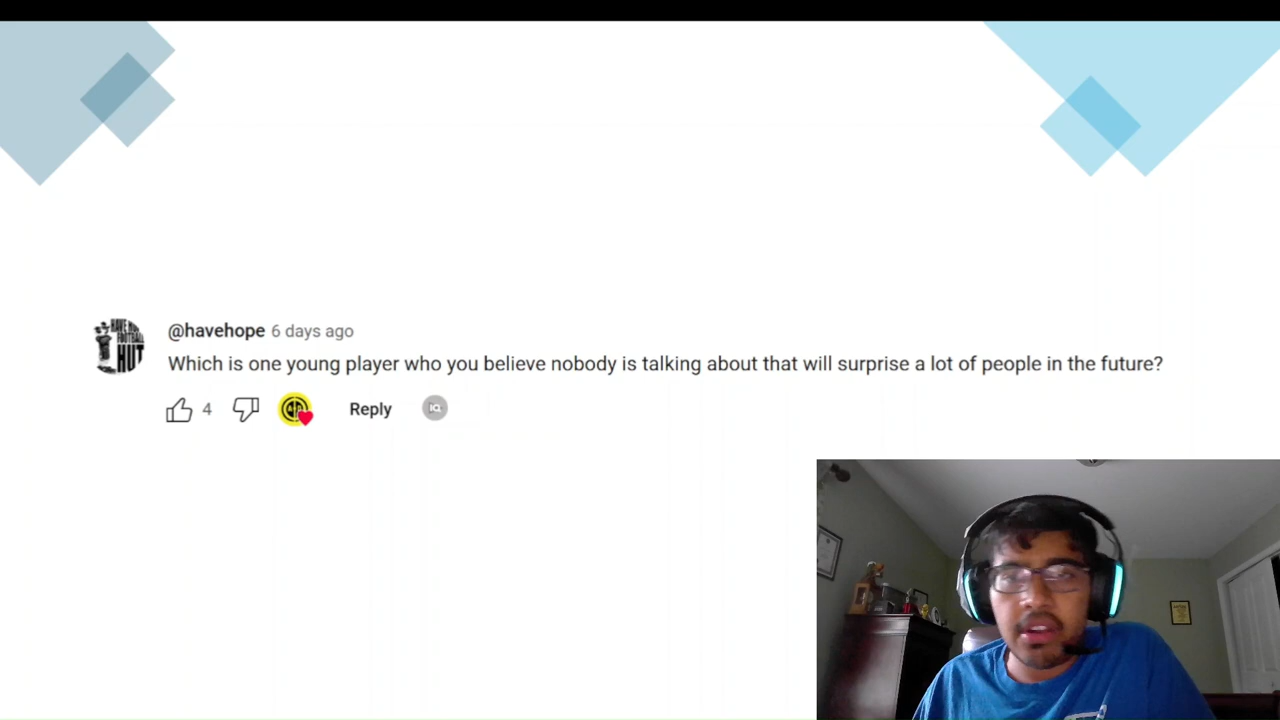 @havehope 6 days ago
Which is one young player who you believe nobody is talking about that will surprise a lot of people in the future?
4
Reply